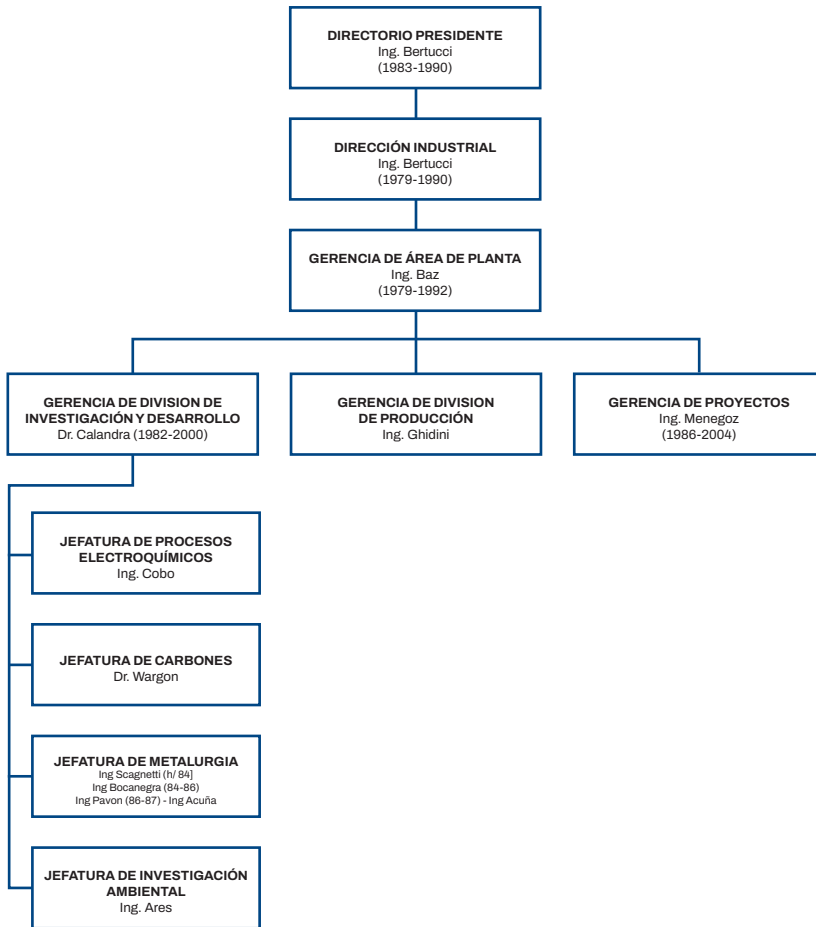 DIRECTORIO PRESIDENTE
Ing. Bertucci
(1983-1990)
DIRECCIÓN INDUSTRIAL
Ing. Bertucci
(1979-1990)
GERENCIA DE ÁREA DE PLANTA
Ing. Baz
(1979-1992)
GERENCIA DE DIVISION DE
INVESTIGACIÓN Y DESARROLLO
Dr. Calandra (1982-2000)
GERENCIA DE DIVISION
DE PRODUCCIÓN
Ing. Ghidini
GERENCIA DE PROYECTOS
Ing. Menegoz
(1986-2004)
JEFATURA DE PROCESOS
ELECTROQUÍMICOS
Ing. Cobo
JEFATURA DE CARBONES
Dr. Wargon
JEFATURA DE METALURGIA
Ing Scagnetti (h/ 84]
Ing Bocanegra (84-86)
Ing Pavon (86-87) - Ing Acuña
JEFATURA DE INVESTIGACIÓN
AMBIENTAL
Ing. Ares